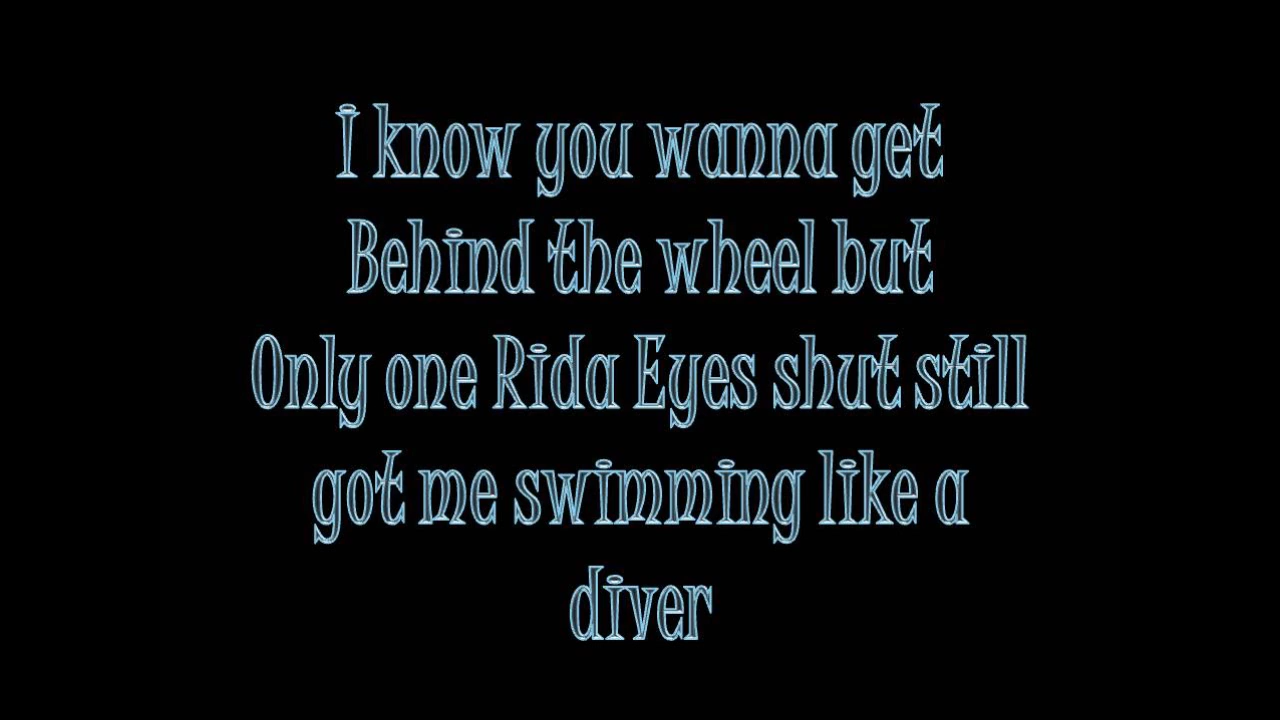 I know you wanna get
Behind the wheel but
Only one Rida Eyes shut still
got me swimming like a
diver